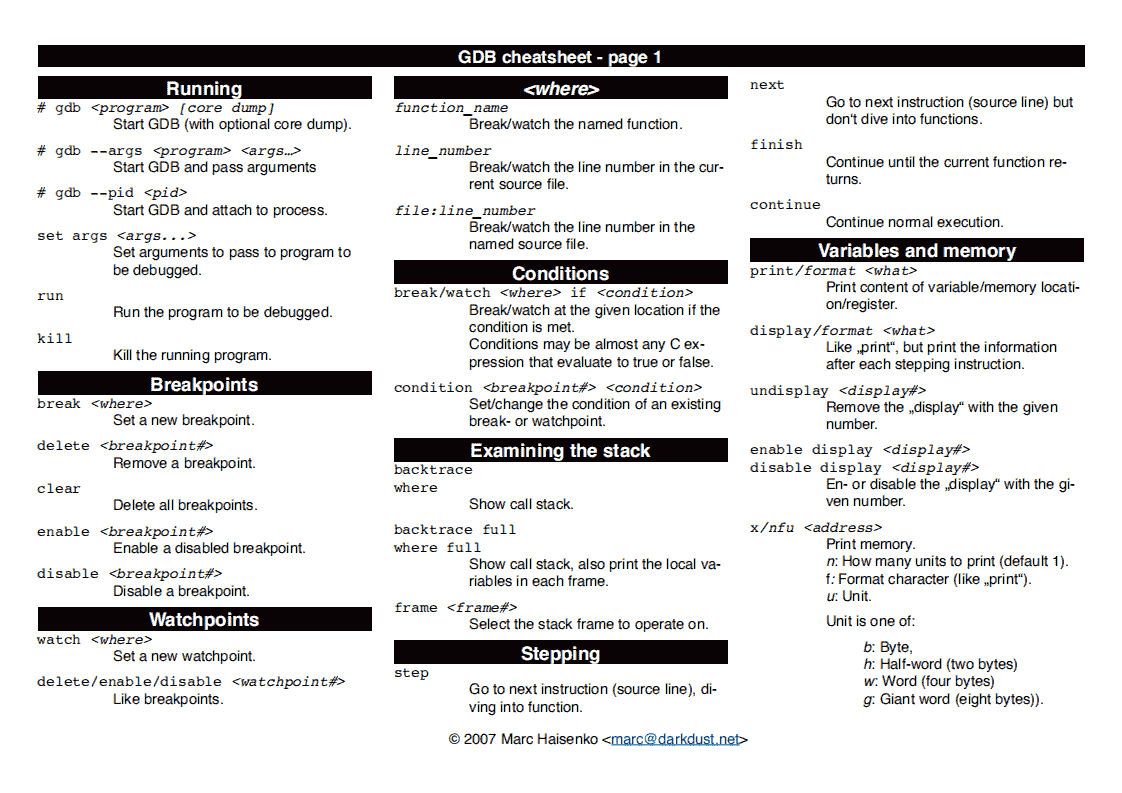 GDB cheatsheet - page 1
Running
# gdb <program> [core dump]
Start GDB (with optional core dump).
# gdb --args <program> <args…>
Start GDB and pass arguments
# gdb --pid <pid>
Start GDB and attach to process.
set args <args...>
Set arguments to pass to program to
be debugged.
run
Run the program to be debugged.
kill
Kill the running program.
Breakpoints
break <where>
Set a new breakpoint.
delete <breakpoint#>
Remove a breakpoint.
clear
Delete all breakpoints.
enable <breakpoint#>
Enable a disabled breakpoint.
disable <breakpoint#>
Disable a breakpoint.
Watchpoints
watch <where>
Set a new watchpoint.
delete/enable/disable <watchpoint#>
Like breakpoints.
<where>
function_name
Break/watch the named function.
line_number
Break/watch the line number in the cur-
rent source file.
file:line_number
Break/watch the line number in the
named source file.
Conditions
break/watch <where> if <condition>
Break/watch at the given location if the
condition is met.
Conditions may be almost any C ex-
pression that evaluate to true or false.
condition <breakpoint#> <condition>
Set/change the condition of an existing
break- or watchpoint.
Examining the stack
backtrace
where
Show call stack.
backtrace full
where full
Show call stack, also print the local va-
riables in each frame.
frame <frame#>
Select the stack frame to operate on.
Stepping
step
Go to next instruction (source line), di-
ving into function.
next
Go to next instruction (source line) but
don‘t dive into functions.
finish
Continue until the current function re-
turns.
continue
Continue normal execution.
Variables and memory
print/format <what>
Print content of variable/memory locati-
on/register.
display/format <what>
Like „print“, but print the information
after each stepping instruction.
undisplay <display#>
Remove the „display“ with the given
number.
enable display <display#>
disable display <display#>
En- or disable the „display“ with the gi-
ven number.
x/nfu <address>
Print memory.
n: How many units to print (default 1).
f: Format character (like „print“).
u: Unit.
Unit is one of:
b: Byte,
h: Half-word (two bytes)
w: Word (four bytes)
g: Giant word (eight bytes)).
© 2007 Marc Haisenko <marc@darkdust.net>